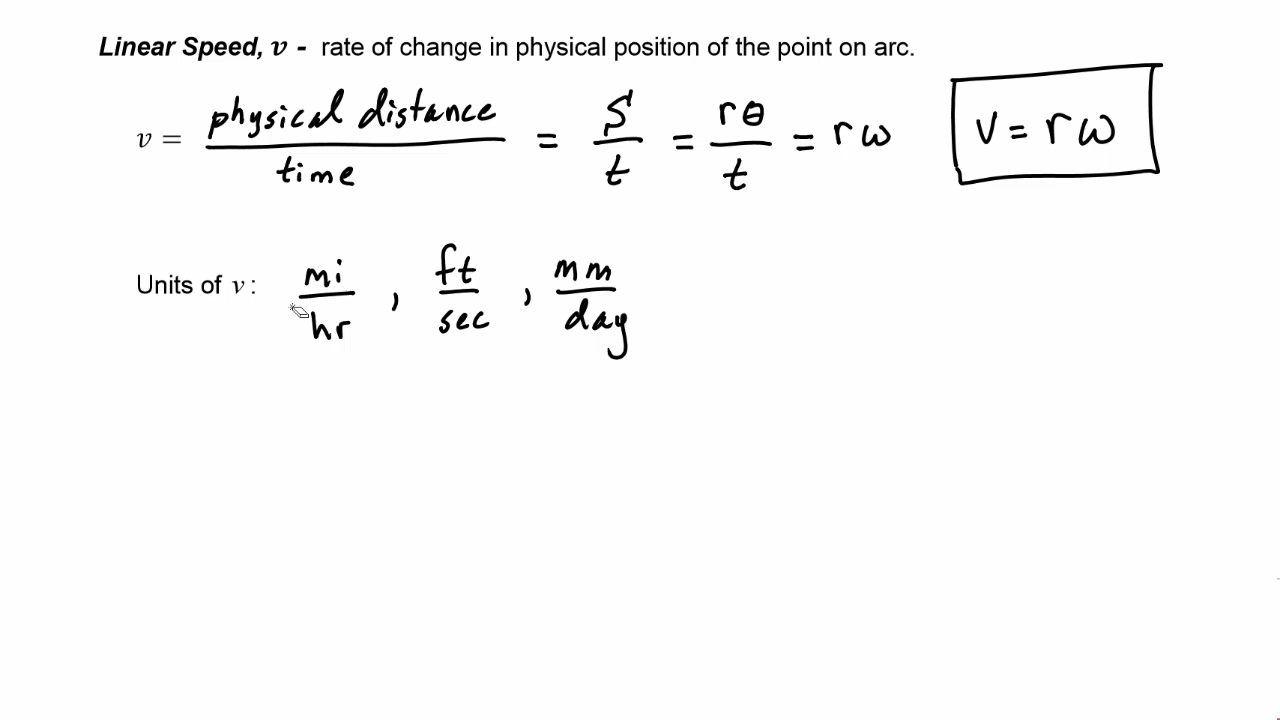 Linear Speed, v - rate of change in physical position of the point on arc.
v = physical distance / time = S / t = rθ / t = rω
v = rω
Units of v: mi / hr , ft / sec , mm / day